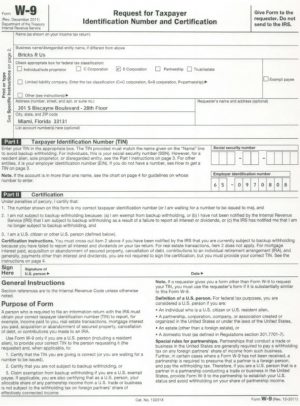 Form W-9
(Rev. December 2011)
Department of the Treasury
Internal Revenue Service
Request for Taxpayer
Identification Number and Certification
Give Form to the
requester. Do not
send to the IRS.
Name (as shown on your income tax return)
Business name/disregarded entity name, if different from above
Bricks R Us
Check appropriate box for federal tax classification:
Individual/sole proprietor
C Corporation
S Corporation
Partnership
Trust/estate
Limited liability company. Enter the tax classification (C=C corporation, S=S corporation, P=partnership)
Exempt payee
Other (see instructions)
Print or type
See Specific Instructions on page 2.
Address (number, street, and apt. or suite no.)
Requester's name and address (optional)
301 S Biscayne Boulevard - 28th Floor
City, state, and ZIP code
Miami, Florida 33131
List account number(s) here (optional)
Part I Taxpayer Identification Number (TIN)
Enter your TIN in the appropriate box. The TIN provided must match the name given on the "Name" line
to avoid backup withholding. For individuals, this is your social security number (SSN). However, for a
resident alien, sole proprietor, or disregarded entity, see the Part I instructions on page 3. For other
entities, it is your employer identification number (EIN). If you do not have a number, see How to get a
TIN on page 3.
Note. If the account is in more than one name, see the chart on page 4 for guidelines on whose
number to enter.
Social security number
Employer identification number
Part II Certification
Under penalties of perjury, I certify that:
1. The number shown on this form is my correct taxpayer identification number (or I am waiting for a number to be issued to me), and
2. I am not subject to backup withholding because: (a) I am exempt from backup withholding, or (b) I have not been notified by the Internal Revenue
Service (IRS) that I am subject to backup withholding as a result of a failure to report all interest or dividends, or (c) the IRS has notified me that I am
no longer subject to backup withholding, and
3. I am a U.S. citizen or other U.S. person (defined below).
Certification instructions. You must cross out item 2 above if you have been notified by the IRS that you are currently subject to backup withholding
because you have failed to report all interest and dividends on your tax return. For real estate transactions, item 2 does not apply. For mortgage
interest paid, acquisition or abandonment of secured property, cancellation of debt, contributions to an individual retirement arrangement (IRA), and
generally, payments other than interest and dividends, you are not required to sign the certification, but you must provide your correct TIN. See the
instructions on page 4.
Sign
Here
Signature of
U.S. person
Date
General Instructions
Section references are to the Internal Revenue Code unless otherwise
noted.
Purpose of Form
A person who is required to file an information return with the IRS must
obtain your correct taxpayer identification number (TIN) to report, for
example, income paid to you, real estate transactions, mortgage interest
you paid, acquisition or abandonment of secured property, cancellation
of debt, or contributions you made to an IRA.
Use Form W-9 only if you are a U.S. person (including a resident
alien), to provide your correct TIN to the person requesting it (the
requester) and, when applicable, to:
1. Certify that the TIN you are giving is correct (or you are waiting for a
number to be issued),
2. Certify that you are not subject to backup withholding, or
3. Claim exemption from backup withholding if you are a U.S. exempt
payee. If applicable, you are also certifying that as a U.S. person, your
allocable share of any partnership income from a U.S. trade or business
is not subject to the withholding tax on foreign partners' share of
effectively connected income.
Note. If a requester gives you a form other than Form W-9 to request
your TIN, you must use the requester's form if it is substantially similar
to this Form W-9.
Definition of a U.S. person. For federal tax purposes, you are
considered a U.S. person if you are:
• An individual who is a U.S. citizen or U.S. resident alien,
• A partnership, corporation, company, or association created or
organized in the United States or under the laws of the United States,
• An estate (other than a foreign estate), or
• A domestic trust (as defined in Regulations section 301.7701-7).
Special rules for partnerships. Partnerships that conduct a trade or
business in the United States are generally required to pay a withholding
tax on any foreign partners' share of income from such business.
Further, in certain cases where a Form W-9 has not been received, a
partnership is required to presume that a partner is a foreign person,
and pay the withholding tax. Therefore, if you are a U.S. person that is a
partner in a partnership conducting a trade or business in the United
States, provide Form W-9 to the partnership to establish your U.S.
status and avoid withholding on your share of partnership income.
Cat. No. 10231X
Form W-9 (Rev. 12-2011)